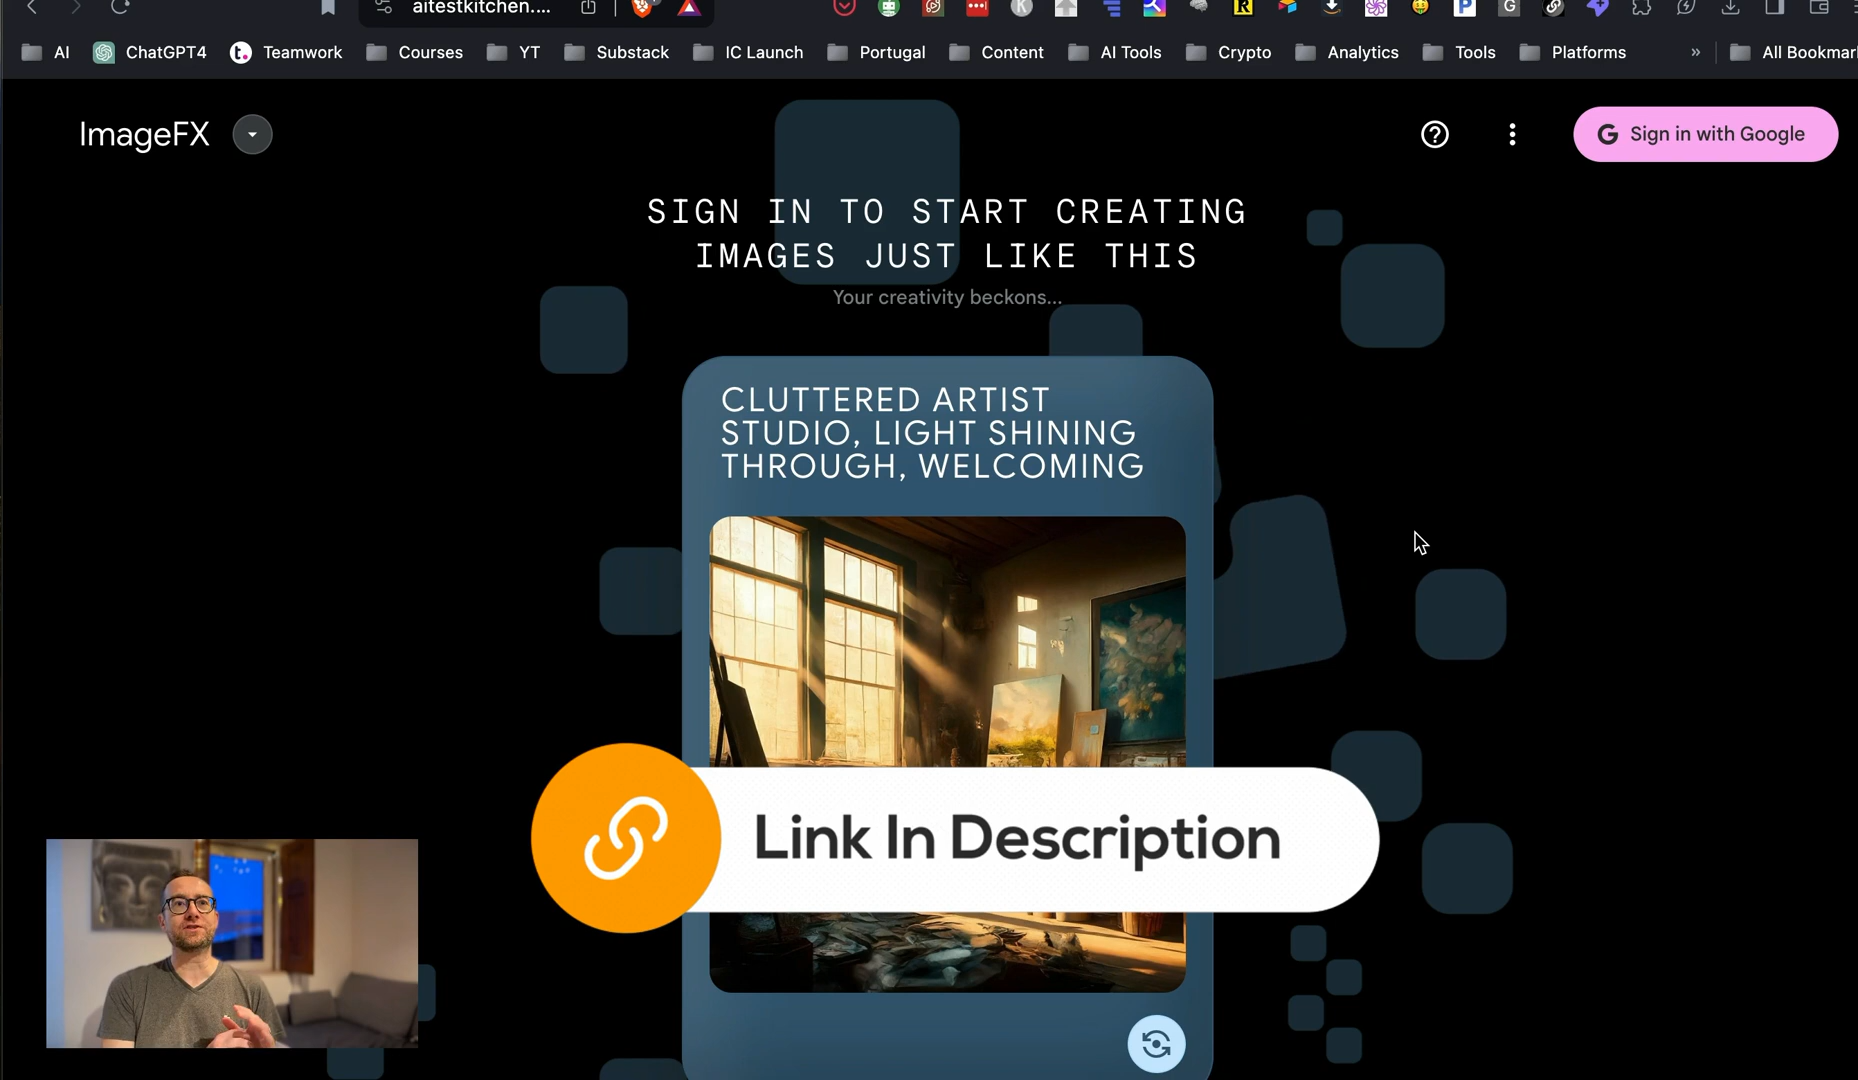 aitestkitchen....
AI
ChatGPT4
Teamwork
Courses
YT
Substack
IC Launch
Portugal
Content
AI Tools
Crypto
Analytics
Tools
Platforms
»
All Bookmar
ImageFX
Sign in with Google
SIGN IN TO START CREATING
IMAGES JUST LIKE THIS
Your creativity beckons...
CLUTTERED ARTIST
STUDIO, LIGHT SHINING
THROUGH, WELCOMING
Link In Description